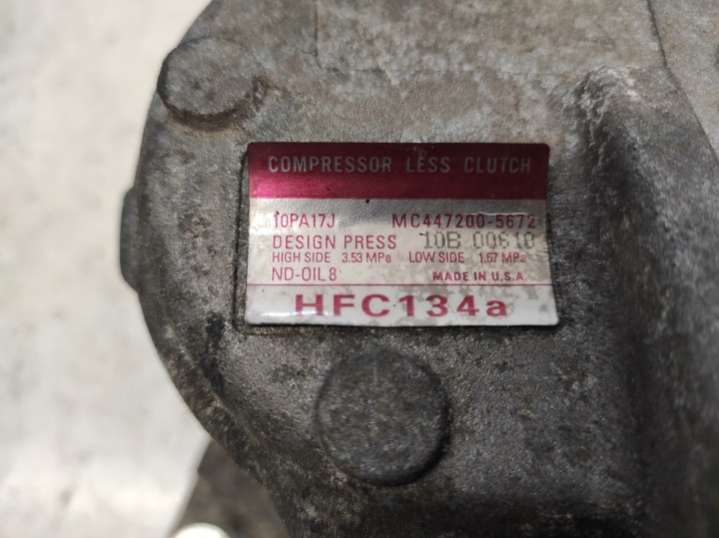 COMPRESSOR LESS CLUTCH
10PA17J MC447200-5672
DESIGN PRESS 10B 00610
HIGH SIDE 3.53 MPa LOW SIDE 1.67 MPa
ND-OIL 8 MADE IN U.S.A.
HFC134a